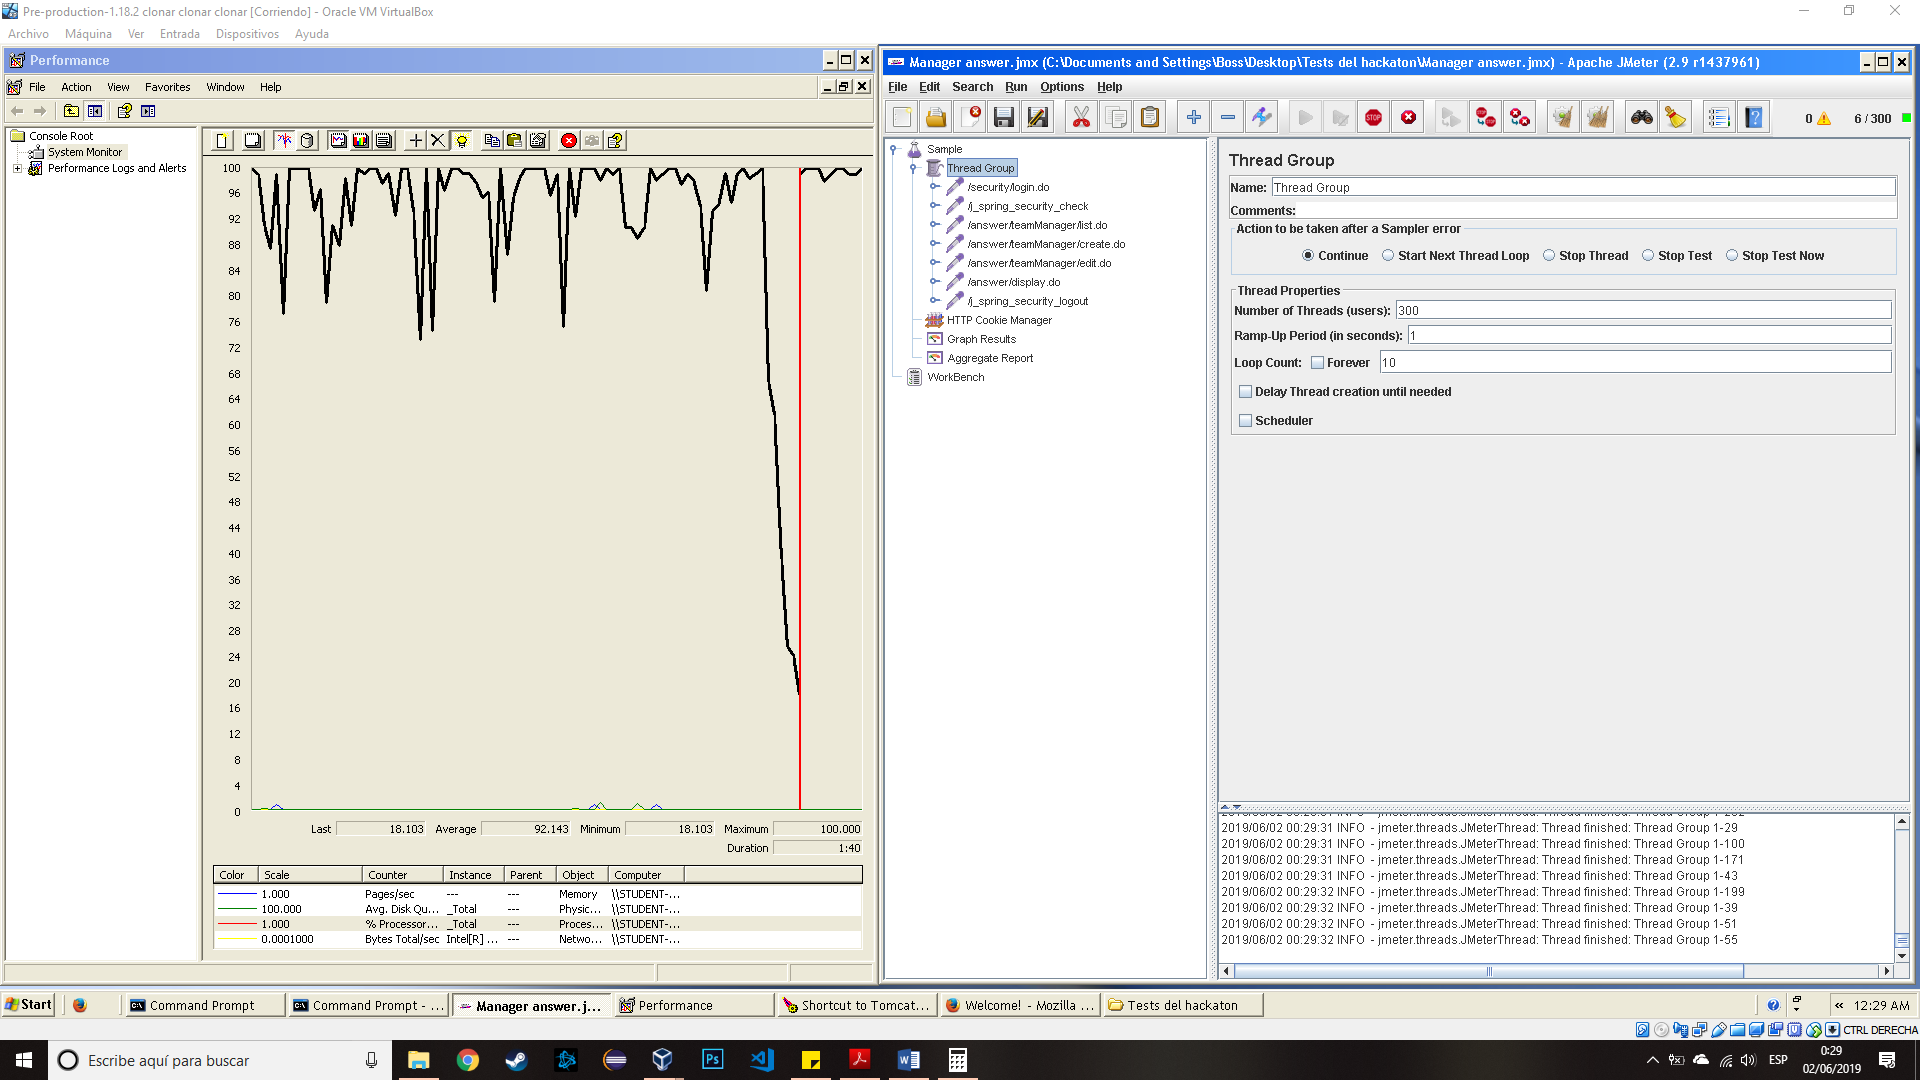 Pre-production-1.18.2 clonar clonar clonar [Corriendo] - Oracle VM VirtualBox
Archivo Máquina Ver Entrada Dispositivos Ayuda
Performance
File Action View Favorites Window Help
Console Root
System Monitor
Performance Logs and Alerts
100
96
92
88
84
80
76
72
68
64
60
56
52
48
44
40
36
32
28
24
20
16
12
8
4
0
Last 18.103 Average 92.143 Minimum 18.103 Maximum 100.000
Duration 1:40
Color Scale Counter Instance Parent Object Computer
1.000 Pages/sec --- --- Memory \\STUDENT-...
100.000 Avg. Disk Qu... _Total --- Physic... \\STUDENT-...
1.000 % Processor... _Total --- Proces... \\STUDENT-...
0.0001000 Bytes Total/sec Intel[R] ... --- Netwo... \\STUDENT-...
Manager answer.jmx (C:\Documents and Settings\Boss\Desktop\Tests del hackaton\Manager answer.jmx) - Apache JMeter (2.9 r1437961)
File Edit Search Run Options Help
STOP
0 6 / 300
Sample
Thread Group
/security/login.do
/j_spring_security_check
/answer/teamManager/list.do
/answer/teamManager/create.do
/answer/teamManager/edit.do
/answer/display.do
/j_spring_security_logout
HTTP Cookie Manager
Graph Results
Aggregate Report
WorkBench
Thread Group
Name: Thread Group
Comments:
Action to be taken after a Sampler error
Continue Start Next Thread Loop Stop Thread Stop Test Stop Test Now
Thread Properties
Number of Threads (users): 300
Ramp-Up Period (in seconds): 1
Loop Count: Forever 10
Delay Thread creation until needed
Scheduler
2019/06/02 00:29:31 INFO - jmeter.threads.JMeterThread: Thread finished: Thread Group 1-29
2019/06/02 00:29:31 INFO - jmeter.threads.JMeterThread: Thread finished: Thread Group 1-100
2019/06/02 00:29:31 INFO - jmeter.threads.JMeterThread: Thread finished: Thread Group 1-171
2019/06/02 00:29:31 INFO - jmeter.threads.JMeterThread: Thread finished: Thread Group 1-43
2019/06/02 00:29:32 INFO - jmeter.threads.JMeterThread: Thread finished: Thread Group 1-199
2019/06/02 00:29:32 INFO - jmeter.threads.JMeterThread: Thread finished: Thread Group 1-39
2019/06/02 00:29:32 INFO - jmeter.threads.JMeterThread: Thread finished: Thread Group 1-51
2019/06/02 00:29:32 INFO - jmeter.threads.JMeterThread: Thread finished: Thread Group 1-55
Start Command Prompt Command Prompt - ... Manager answer.j... Performance Shortcut to Tomcat... Welcome! - Mozilla ... Tests del hackaton « 12:29 AM
CTRL DERECHA
Escribe aquí para buscar
Ps
ESP
0:29
02/06/2019